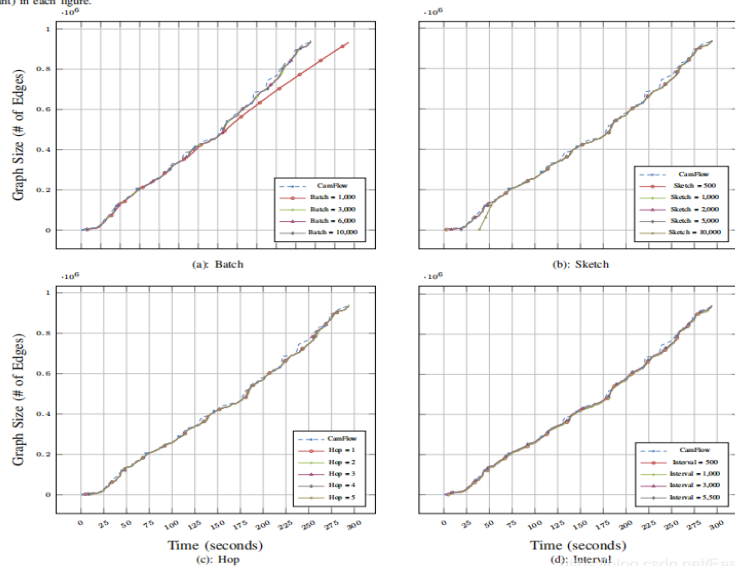 ant) in each figure.
·10⁶
1
0.8
0.6
0.4
0.2
0
Graph Size (# of Edges)
CamFlow
Batch = 1,000
Batch = 3,000
Batch = 6,000
Batch = 10,000
(a): Batch
·10⁶
CamFlow
Sketch = 500
Sketch = 1,000
Sketch = 2,000
Sketch = 5,000
Sketch = 10,000
(b): Sketch
·10⁶
1
0.8
0.6
0.4
0.2
0
Graph Size (# of Edges)
CamFlow
Hop = 1
Hop = 2
Hop = 3
Hop = 4
Hop = 5
0 25 50 75 100 125 150 175 200 225 250 275 300
Time (seconds)
(c): Hop
·10⁶
CamFlow
Interval = 500
Interval = 1,000
Interval = 3,000
Interval = 5,500
0 25 50 75 100 125 150 175 200 225 250 275 300
Time (seconds)
(d): Interval